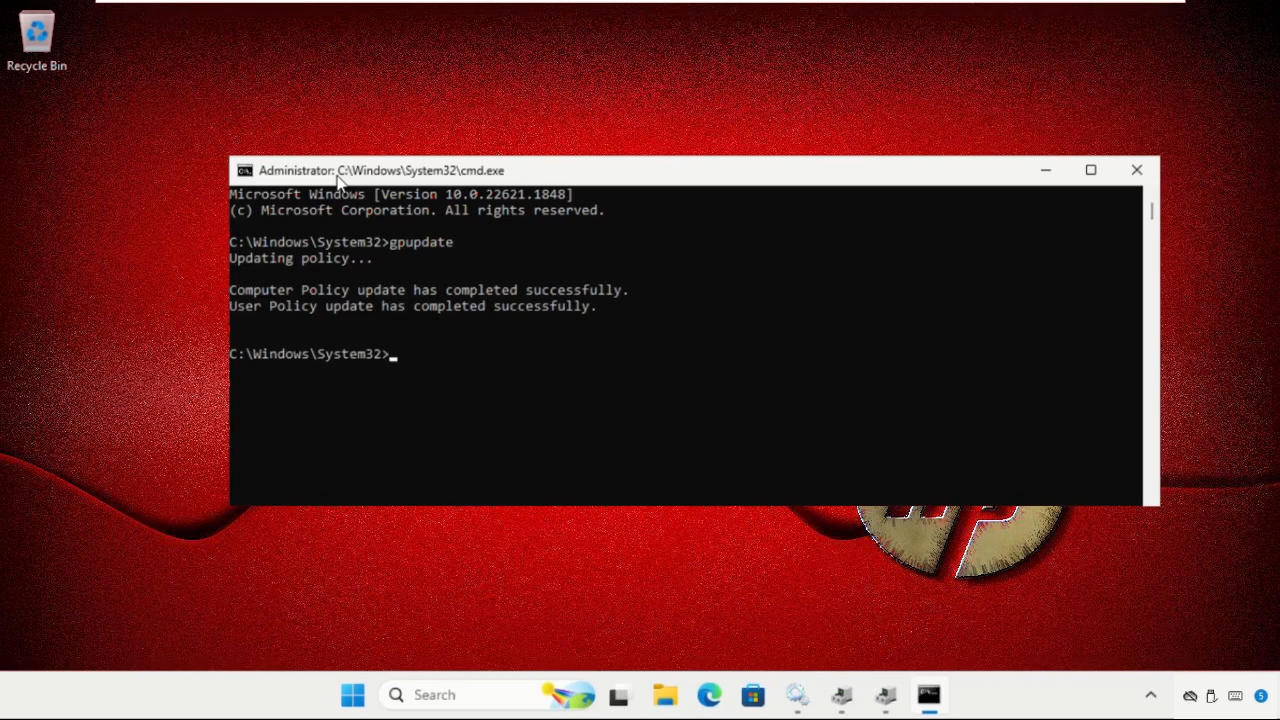 Recycle Bin
Administrator: C:\Windows\System32\cmd.exe
Microsoft Windows [Version 10.0.22621.1848]
(c) Microsoft Corporation. All rights reserved.
C:\Windows\System32>gpupdate
Updating policy...
Computer Policy update has completed successfully.
User Policy update has completed successfully.
C:\Windows\System32>
Search
5